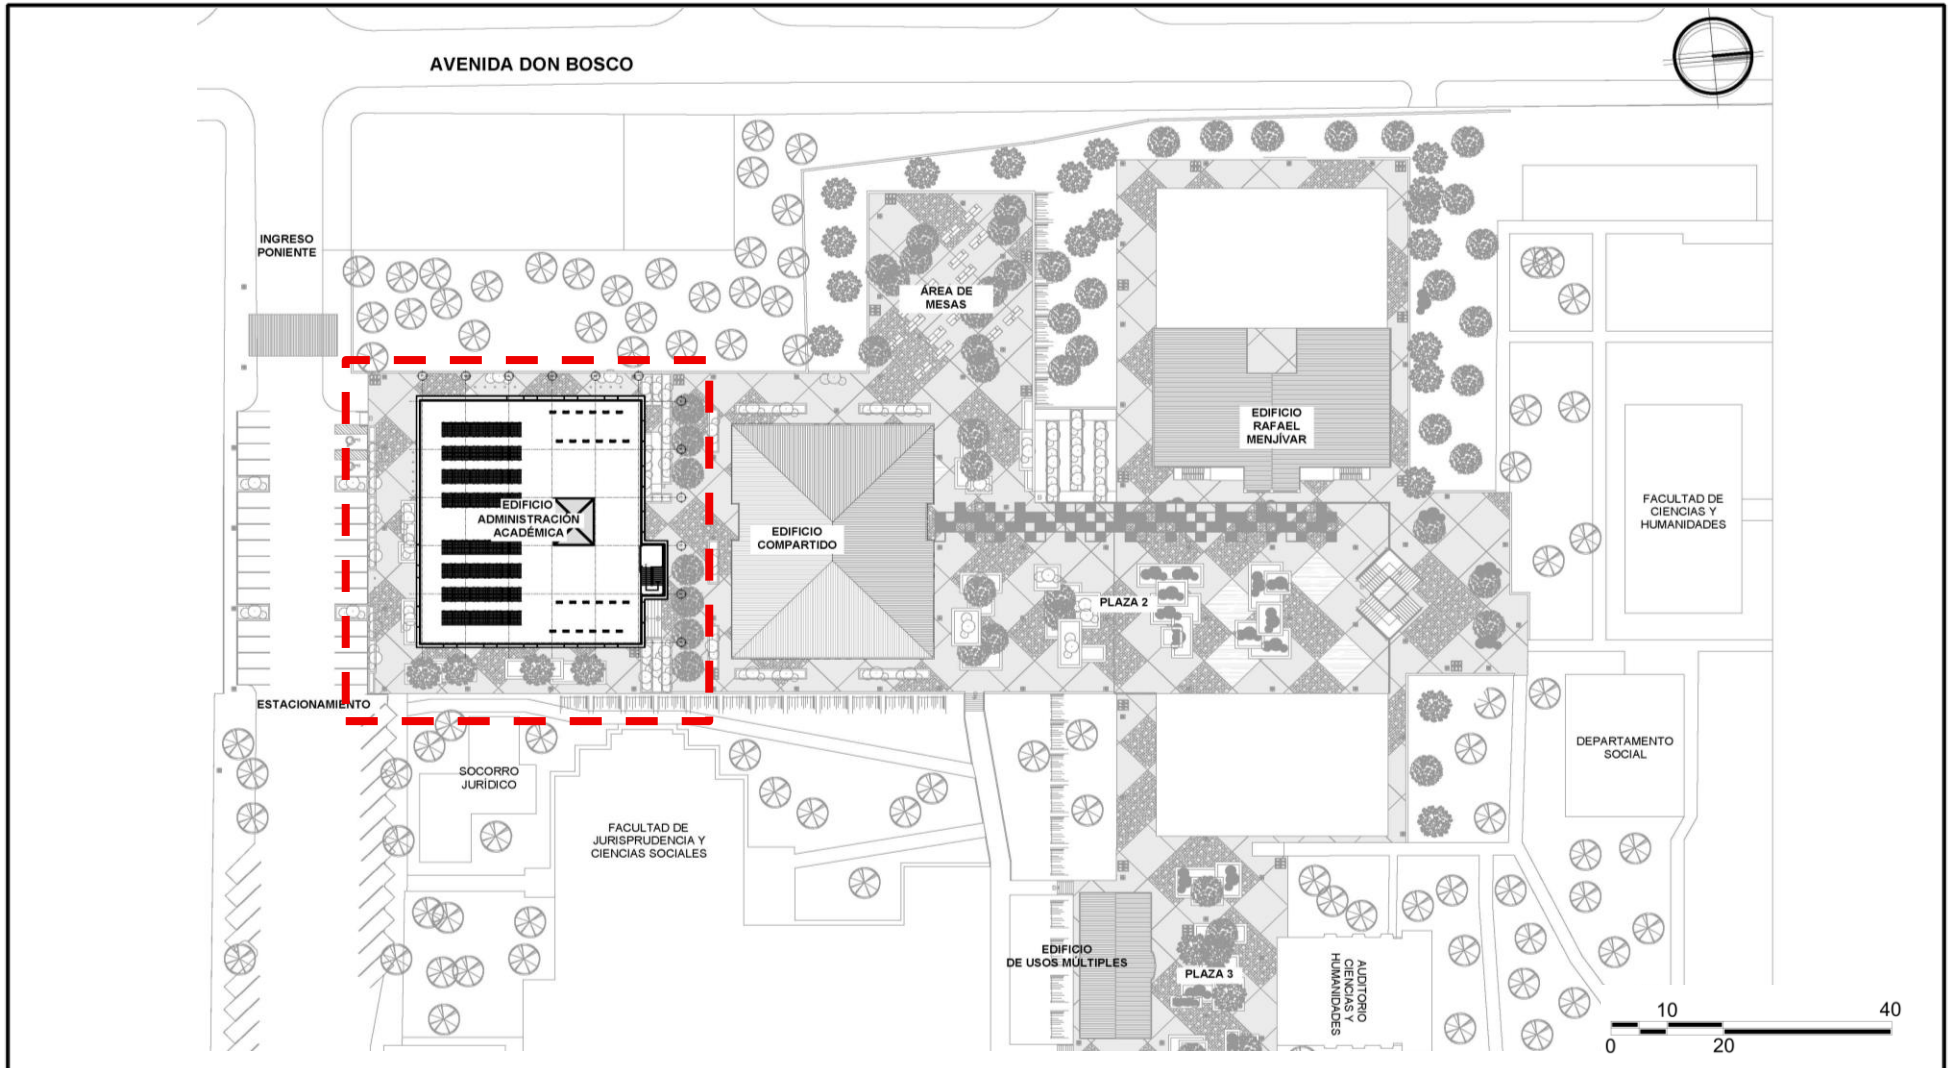 AVENIDA DON BOSCO
INGRESO
PONIENTE
ÁREA DE
MESAS
EDIFICIO
RAFAEL
MENJÍVAR
FACULTAD DE
CIENCIAS Y
HUMANIDADES
EDIFICIO
ADMINISTRACIÓN
ACADÉMICA
EDIFICIO
COMPARTIDO
PLAZA 2
ESTACIONAMIENTO
DEPARTAMENTO
SOCIAL
SOCORRO
JURÍDICO
FACULTAD DE
JURISPRUDENCIA Y
CIENCIAS SOCIALES
EDIFICIO
DE USOS MÚLTIPLES
PLAZA 3
AUDITORIO
CIENCIAS Y
HUMANIDADES
10
40
0
20